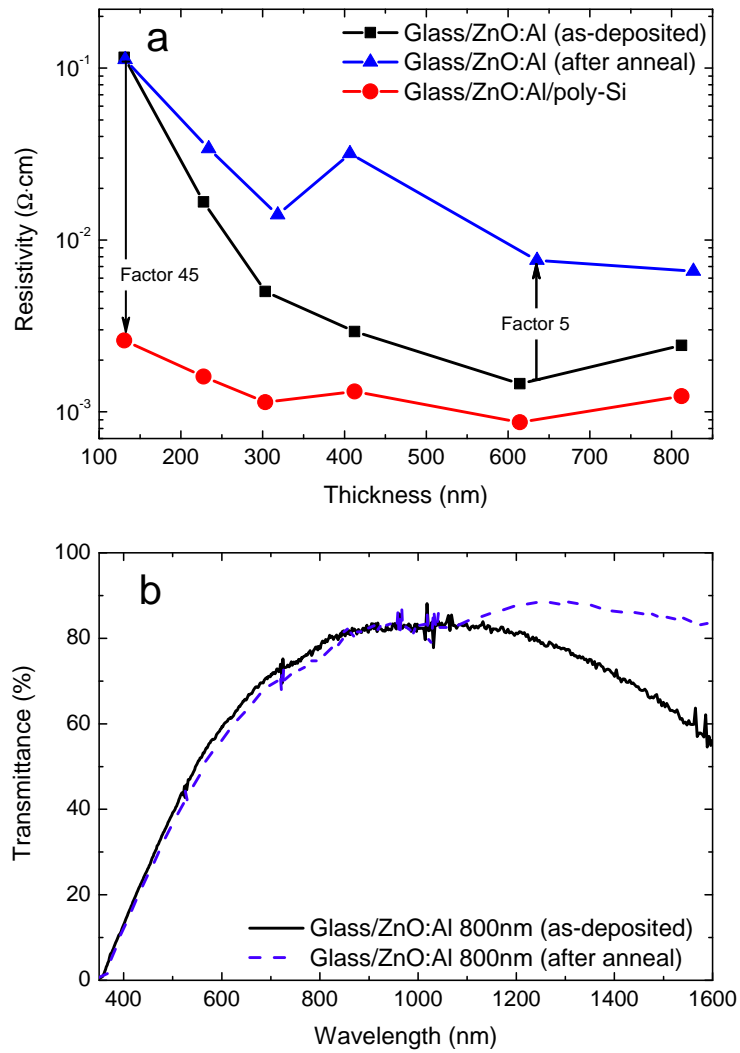 a
Glass/ZnO:Al (as-deposited)
Glass/ZnO:Al (after anneal)
Glass/ZnO:Al/poly-Si
10^-1
10^-2
10^-3
Resistivity (Ω·cm)
Factor 45
Factor 5
100 200 300 400 500 600 700 800
Thickness (nm)
b
100
80
60
40
20
0
Transmittance (%)
Glass/ZnO:Al 800nm (as-deposited)
Glass/ZnO:Al 800nm (after anneal)
400 600 800 1000 1200 1400 1600
Wavelength (nm)